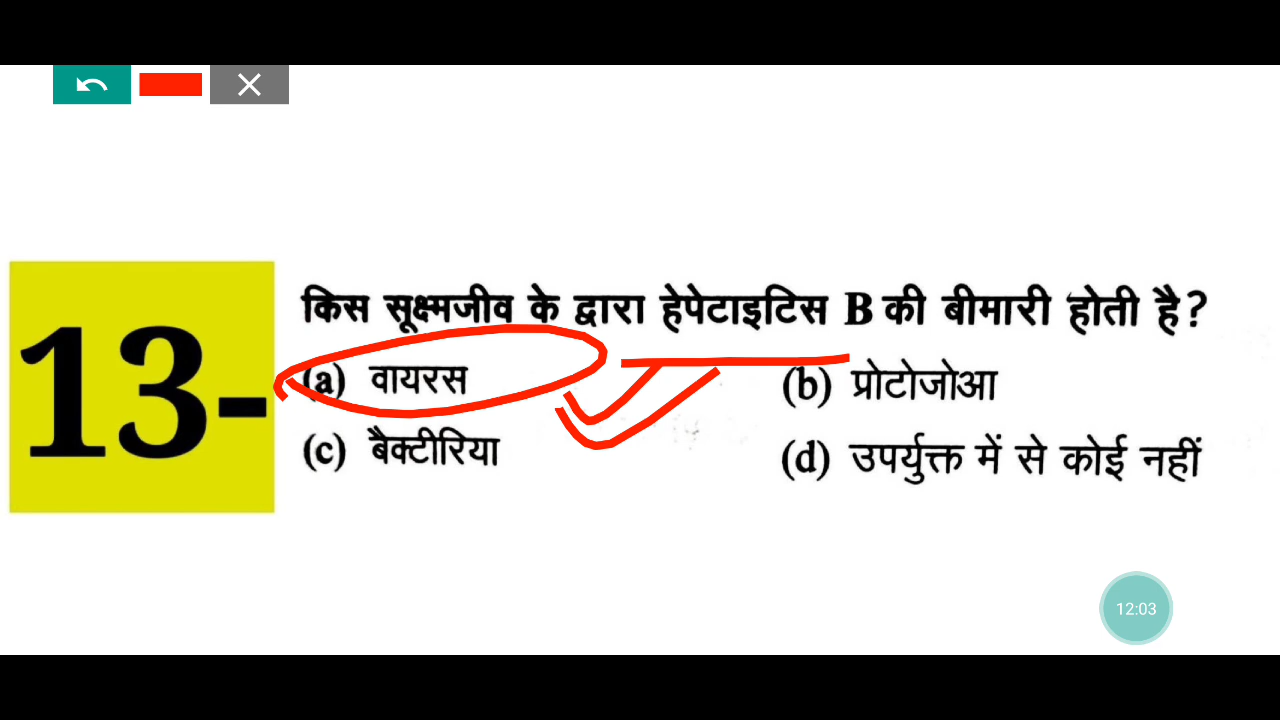 13-
किस सूक्ष्मजीव के द्वारा हेपेटाइटिस B की बीमारी होती है?
(a) वायरस (b) प्रोटोजोआ
(c) बैक्टीरिया (d) उपर्युक्त में से कोई नहीं
12:03